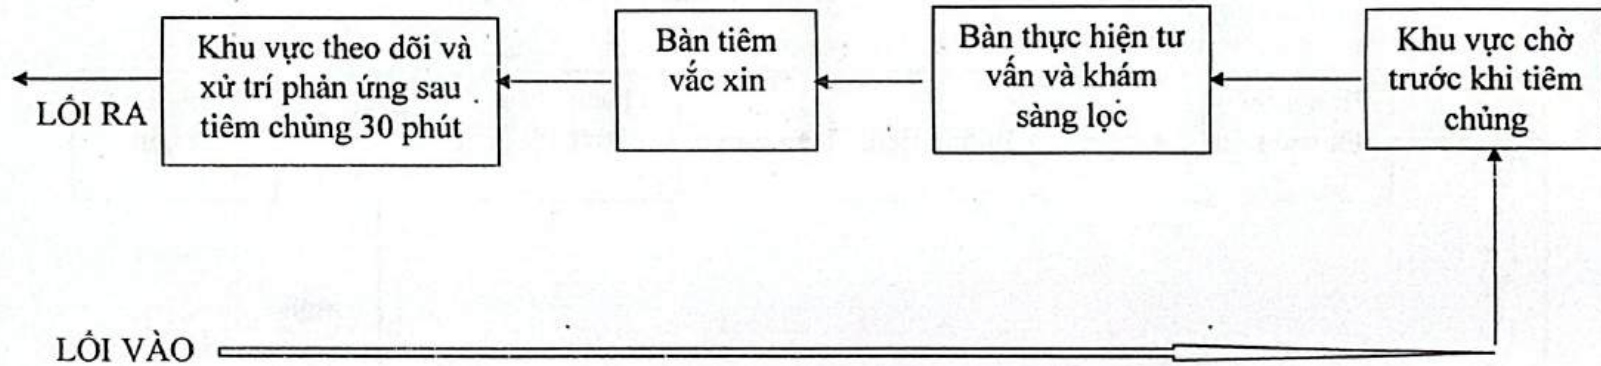 Khu vực theo dõi và
xử trí phản ứng sau
tiêm chủng 30 phút
Bàn tiêm
vắc xin
Bàn thực hiện tư
vấn và khám
sàng lọc
Khu vực chờ
trước khi tiêm
chủng
LỐI RA
LỐI VÀO